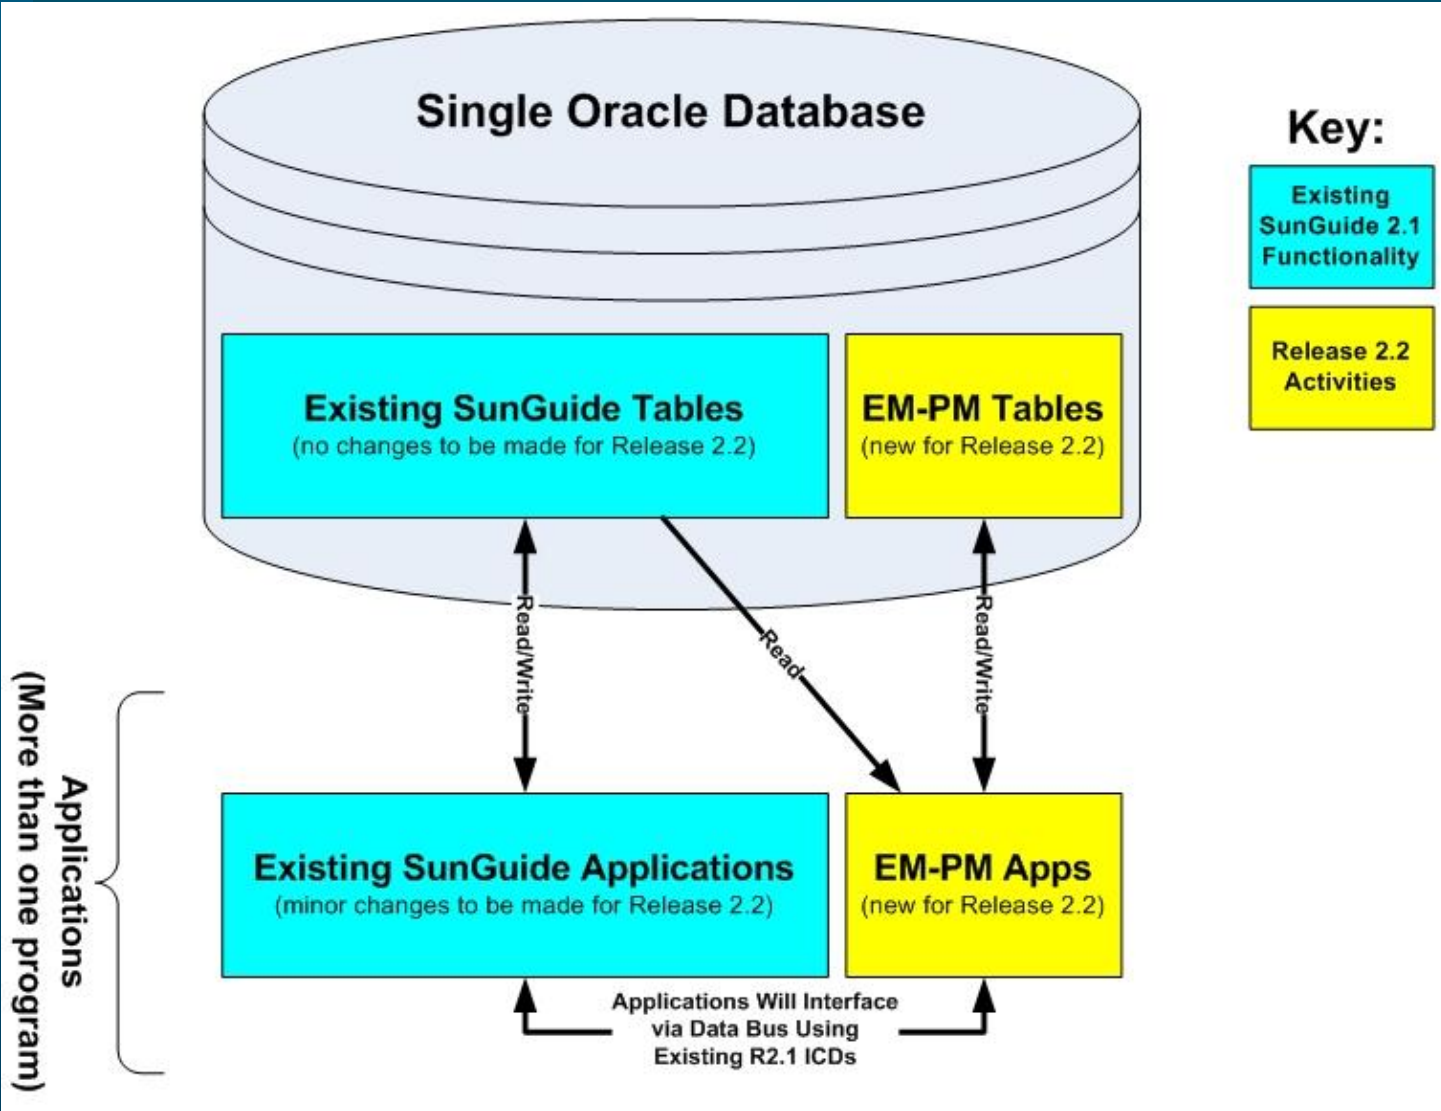 Single Oracle Database
Key:
Existing
SunGuide 2.1
Functionality
Release 2.2
Activities
Existing SunGuide Tables
(no changes to be made for Release 2.2)
EM-PM Tables
(new for Release 2.2)
Read/Write
Read
Read/Write
Applications
(More than one program)
Existing SunGuide Applications
(minor changes to be made for Release 2.2)
EM-PM Apps
(new for Release 2.2)
Applications Will Interface
via Data Bus Using
Existing R2.1 ICDs